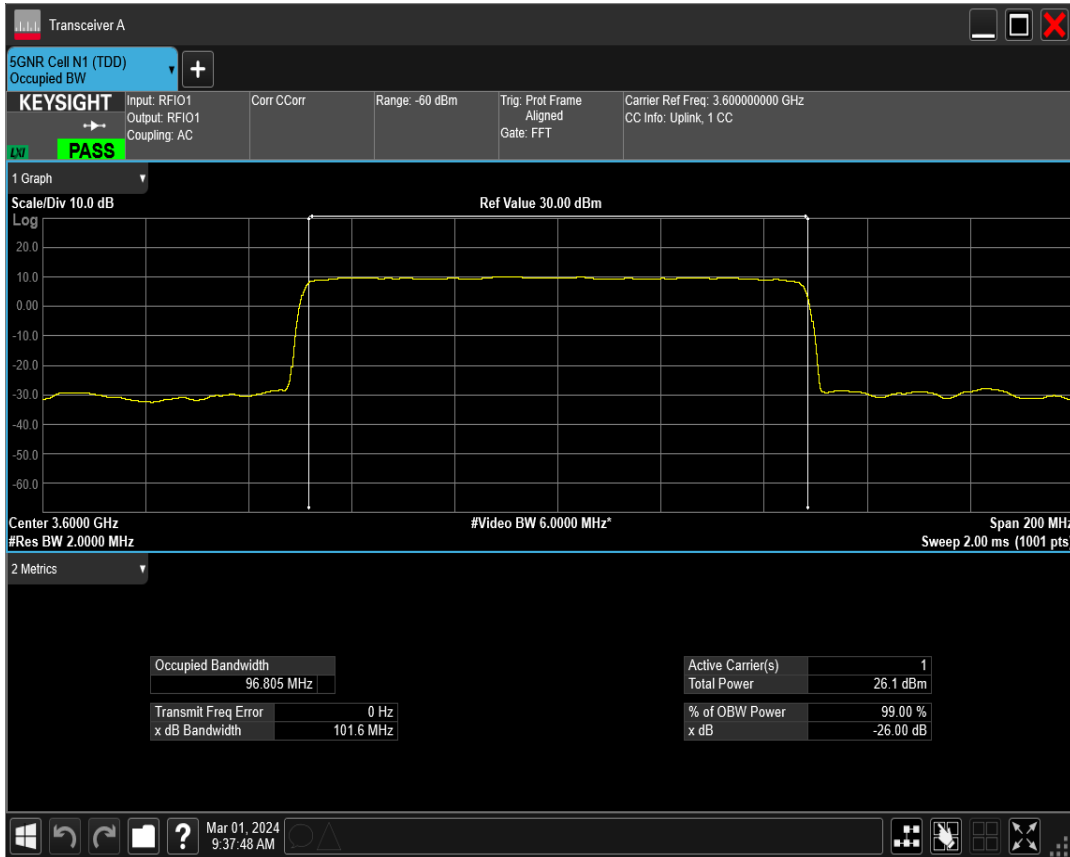 Transceiver A
5GNR Cell N1 (TDD)
Occupied BW
+
KEYSIGHT
LXI
PASS
Input: RFIO1
Output: RFIO1
Coupling: AC
Corr CCorr
Range: -60 dBm
Trig: Prot Frame
Aligned
Gate: FFT
Carrier Ref Freq: 3.600000000 GHz
CC Info: Uplink, 1 CC
1 Graph
Scale/Div 10.0 dB
Ref Value 30.00 dBm
Log
20.0
10.0
0.00
-10.0
-20.0
-30.0
-40.0
-50.0
-60.0
Center 3.6000 GHz
#Video BW 6.0000 MHz*
Span 200 MHz
#Res BW 2.0000 MHz
Sweep 2.00 ms (1001 pts)
2 Metrics
Occupied Bandwidth
96.805 MHz
Transmit Freq Error 0 Hz
x dB Bandwidth 101.6 MHz
Active Carrier(s) 1
Total Power 26.1 dBm
% of OBW Power 99.00 %
x dB -26.00 dB
?
Mar 01, 2024
9:37:48 AM